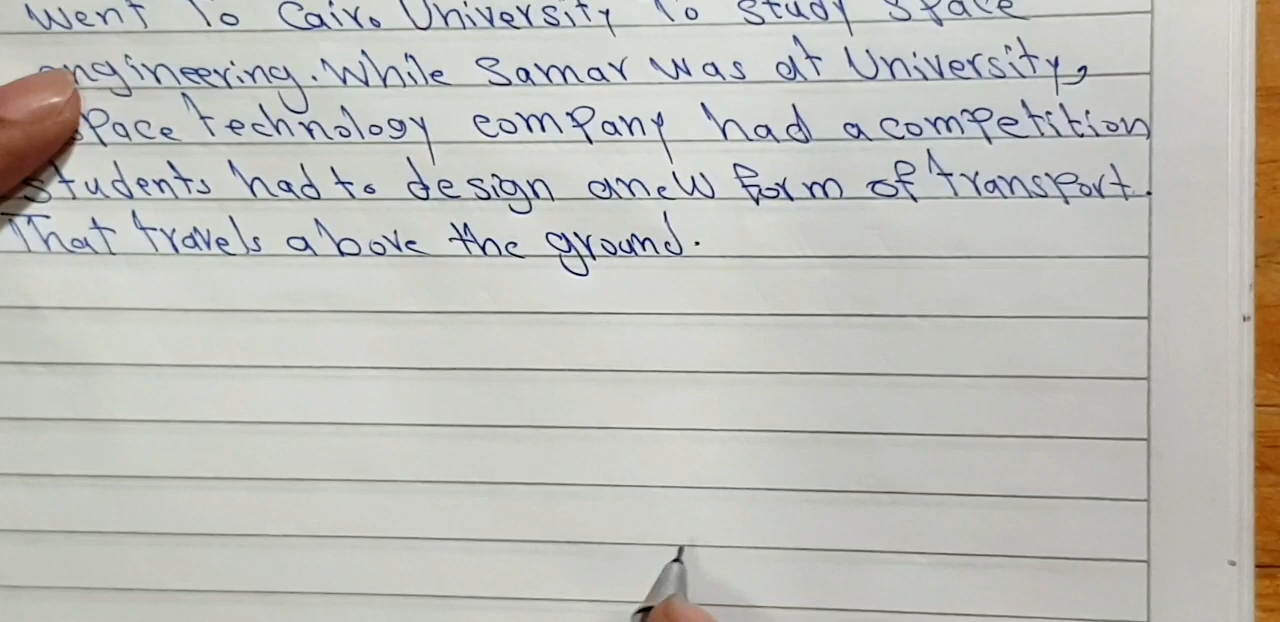 went to Cairo University to study space
engineering. While Samar was at University,
space technology company had a competition
students had to design a new form of transport.
That travels above the ground.